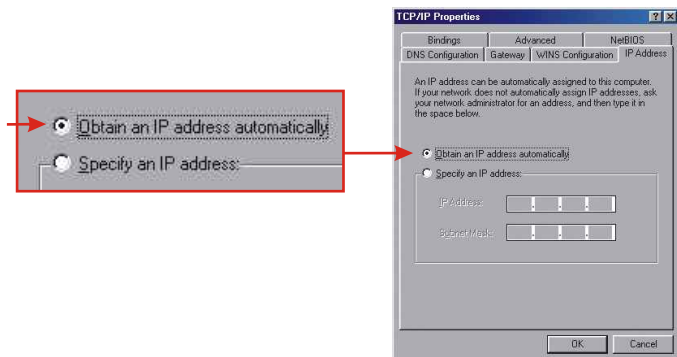 TCP/IP Properties
Bindings Advanced NetBIOS
DNS Configuration Gateway WINS Configuration IP Address
An IP address can be automatically assigned to this computer.
If your network does not automatically assign IP addresses, ask
your network administrator for an address, and then type it in
the space below.
Obtain an IP address automatically
Specify an IP address:
IP Address:
Subnet Mask:
OK Cancel
Obtain an IP address automatically
Specify an IP address: